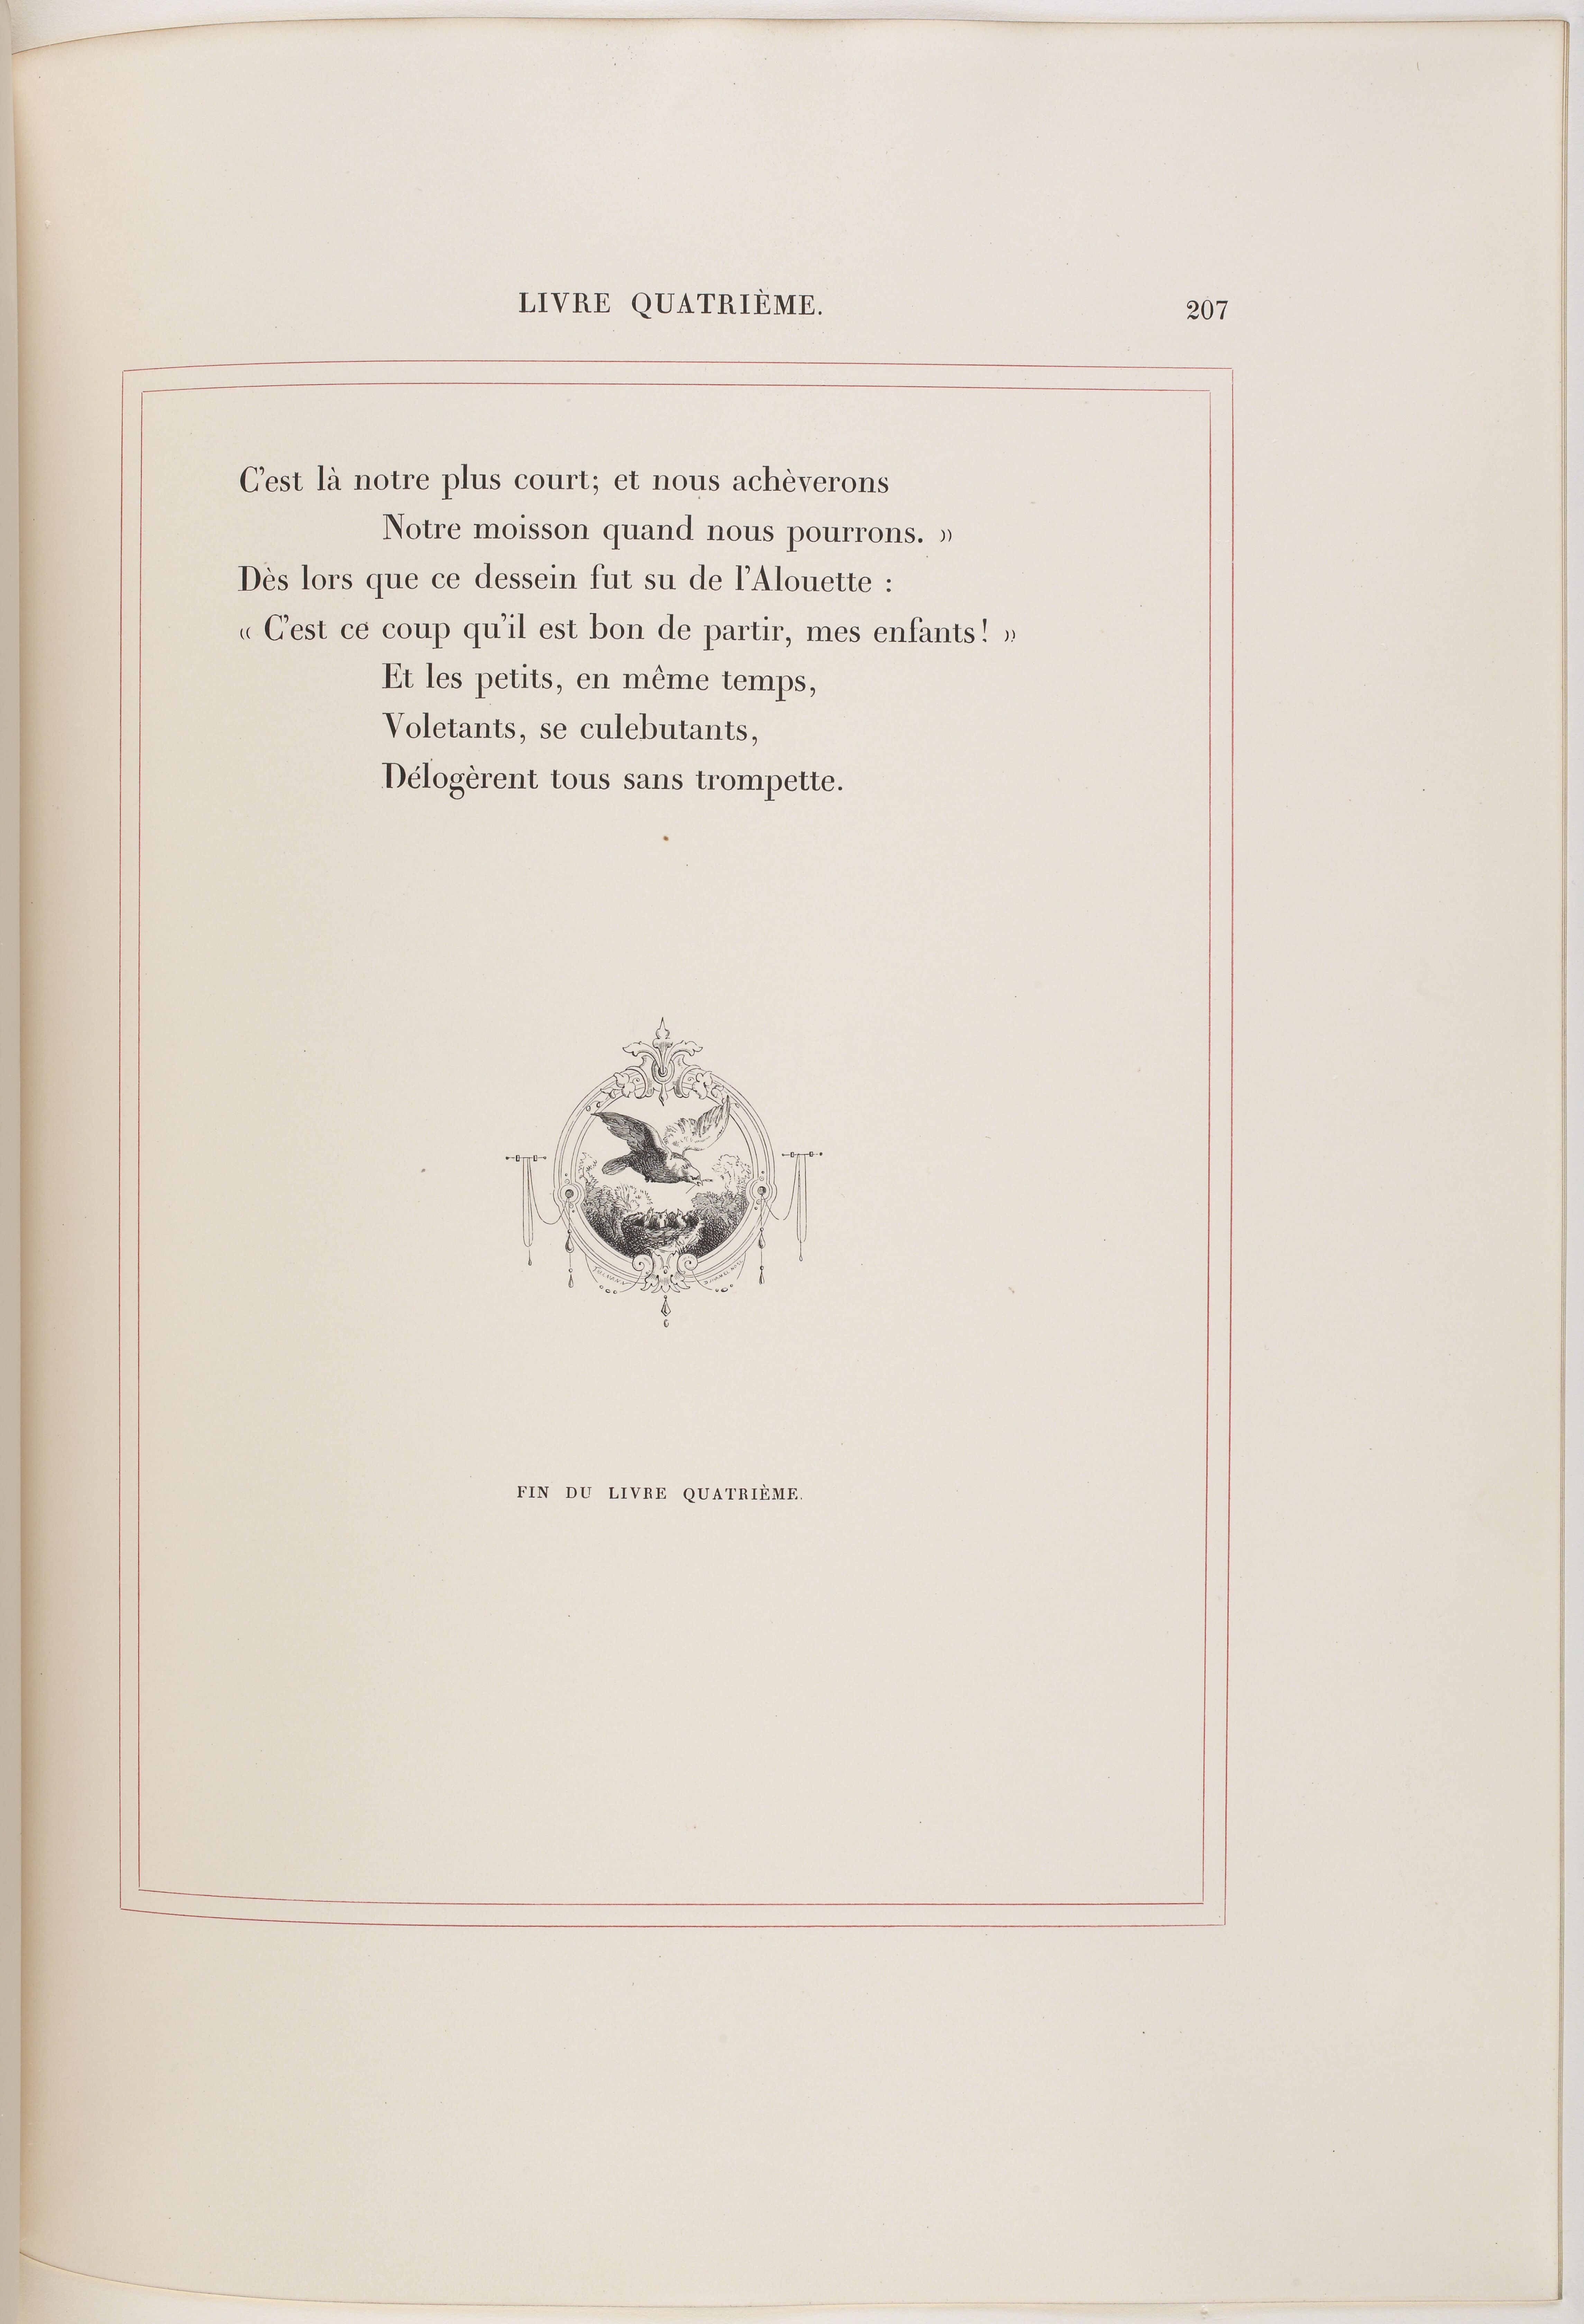 LIVRE QUATRIÈME.
207
C'est là notre plus court; et nous achèverons
Notre moisson quand nous pourrons. »
Dès lors que ce dessein fut su de l'Alouette :
« C'est ce coup qu'il est bon de partir, mes enfants! »
Et les petits, en même temps,
Voletants, se culebutants,
Délogèrent tous sans trompette.
FIN DU LIVRE QUATRIÈME.